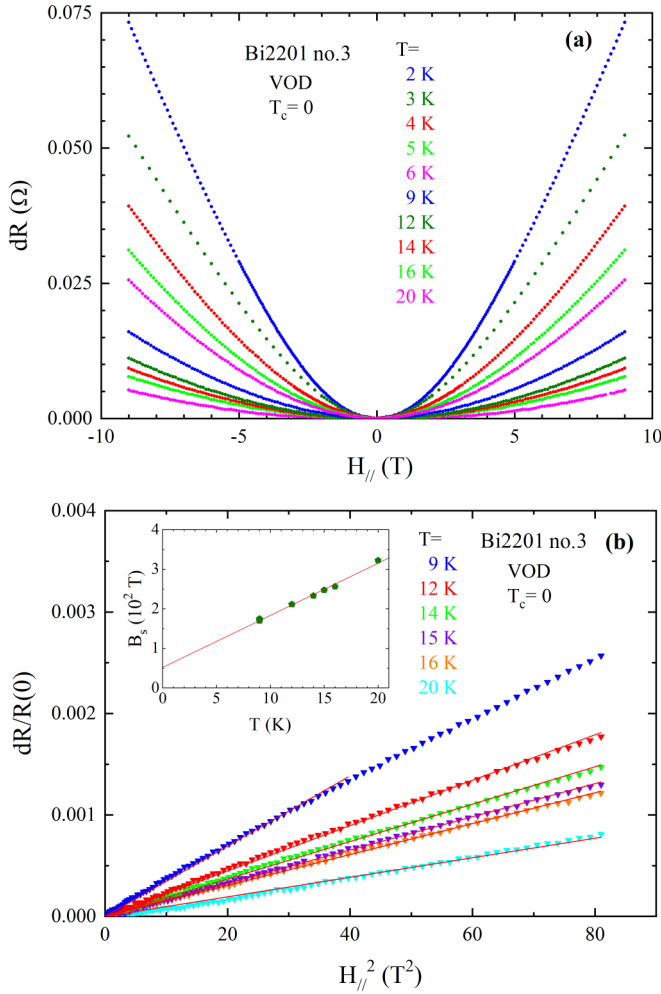 0.075
0.050
0.025
0.000
dR (Ω)
(a)
Bi2201 no.3
VOD
T_c= 0
T=
2 K
3 K
4 K
5 K
6 K
9 K
12 K
14 K
16 K
20 K
-10
-5
0
5
10
H_// (T)
0.004
0.003
0.002
0.001
0.000
dR/R(0)
4
3
2
1
0
B_s (10^2 T)
0
5
10
15
20
T (K)
T=
9 K
12 K
14 K
15 K
16 K
20 K
Bi2201 no.3
(b)
VOD
T_c= 0
0
20
40
60
80
H_//^2 (T^2)